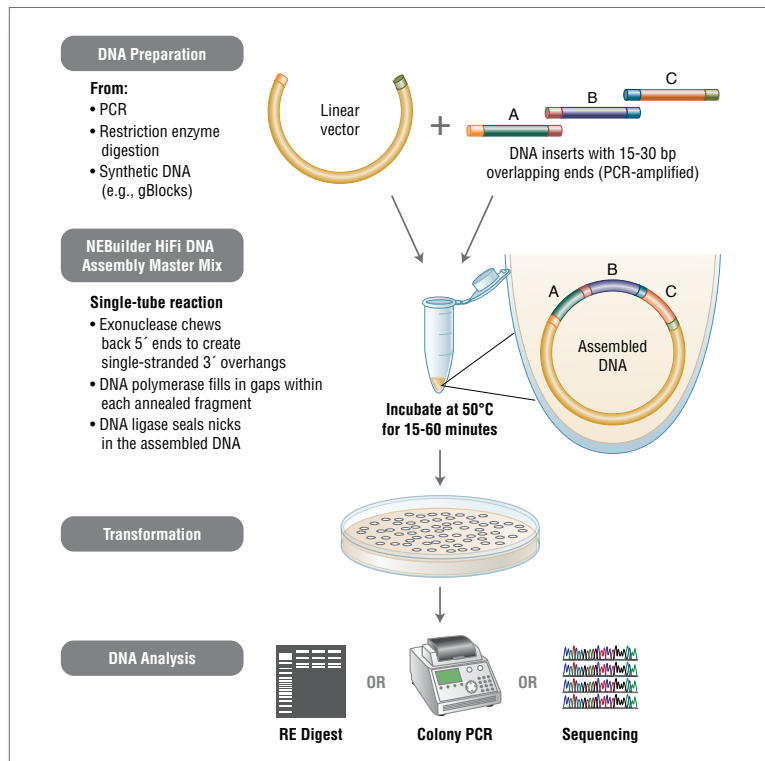 DNA Preparation
From:
• PCR
• Restriction enzyme
digestion
• Synthetic DNA
(e.g., gBlocks)
Linear
vector
+
A
B
C
DNA inserts with 15-30 bp
overlapping ends (PCR-amplified)
NEBuilder HiFi DNA
Assembly Master Mix
Single-tube reaction
• Exonuclease chews
back 5´ ends to create
single-stranded 3´ overhangs
• DNA polymerase fills in gaps within
each annealed fragment
• DNA ligase seals nicks
in the assembled DNA
Incubate at 50°C
for 15-60 minutes
A
B
C
Assembled
DNA
Transformation
DNA Analysis
OR
OR
RE Digest
Colony PCR
Sequencing